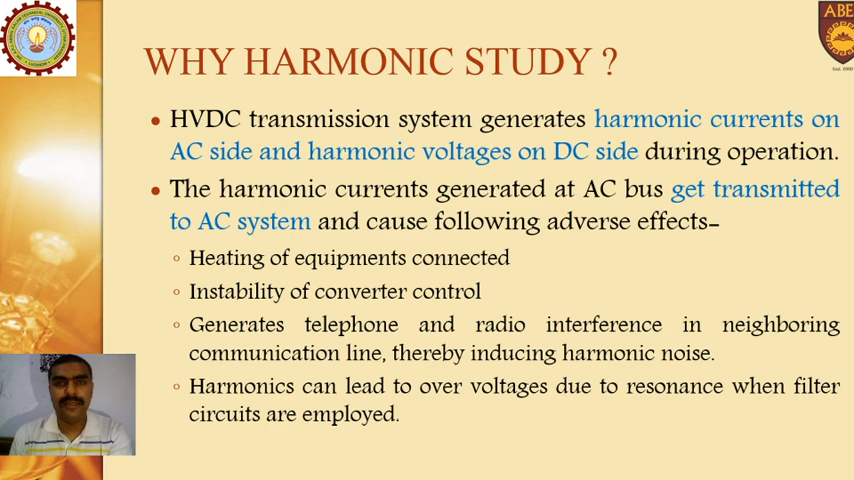 WHY HARMONIC STUDY ?
• HVDC transmission system generates harmonic currents on
AC side and harmonic voltages on DC side during operation.
• The harmonic currents generated at AC bus get transmitted
to AC system and cause following adverse effects-
◦ Heating of equipments connected
◦ Instability of converter control
◦ Generates telephone and radio interference in neighboring
communication line, thereby inducing harmonic noise.
◦ Harmonics can lead to over voltages due to resonance when filter
circuits are employed.
ABE